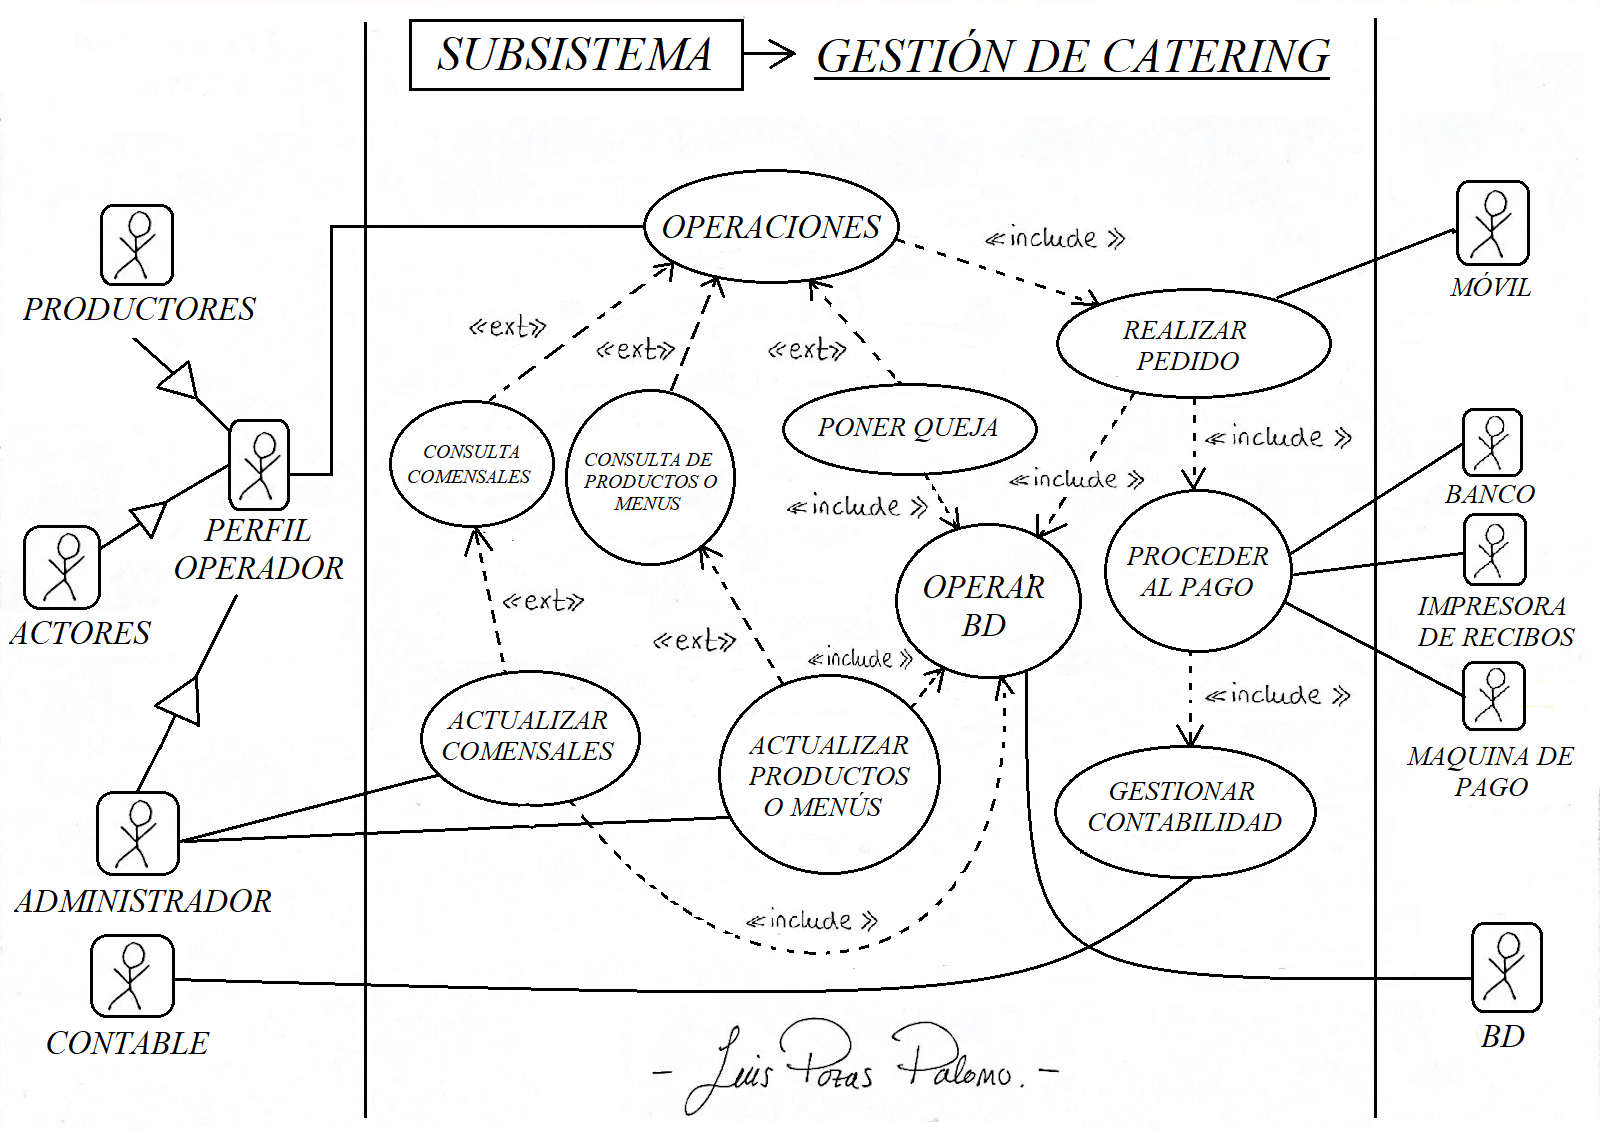 SUBSISTEMA
GESTIÓN DE CATERING
OPERACIONES
«include»
PRODUCTORES
MÓVIL
«ext»
«ext»
«ext»
REALIZAR
PEDIDO
CONSULTA
COMENSALES
CONSULTA DE
PRODUCTOS O
MENUS
PONER QUEJA
«include»
«include»
«include»
BANCO
PERFIL
OPERADOR
ACTORES
OPERAR
BD
PROCEDER
AL PAGO
IMPRESORA
DE RECIBOS
«ext»
«ext»
«include»
«include»
ACTUALIZAR
COMENSALES
ACTUALIZAR
PRODUCTOS
O MENÚS
GESTIONAR
CONTABILIDAD
MAQUINA DE
PAGO
ADMINISTRADOR
«include»
CONTABLE
BD
- Luis Pozas Palomo. -